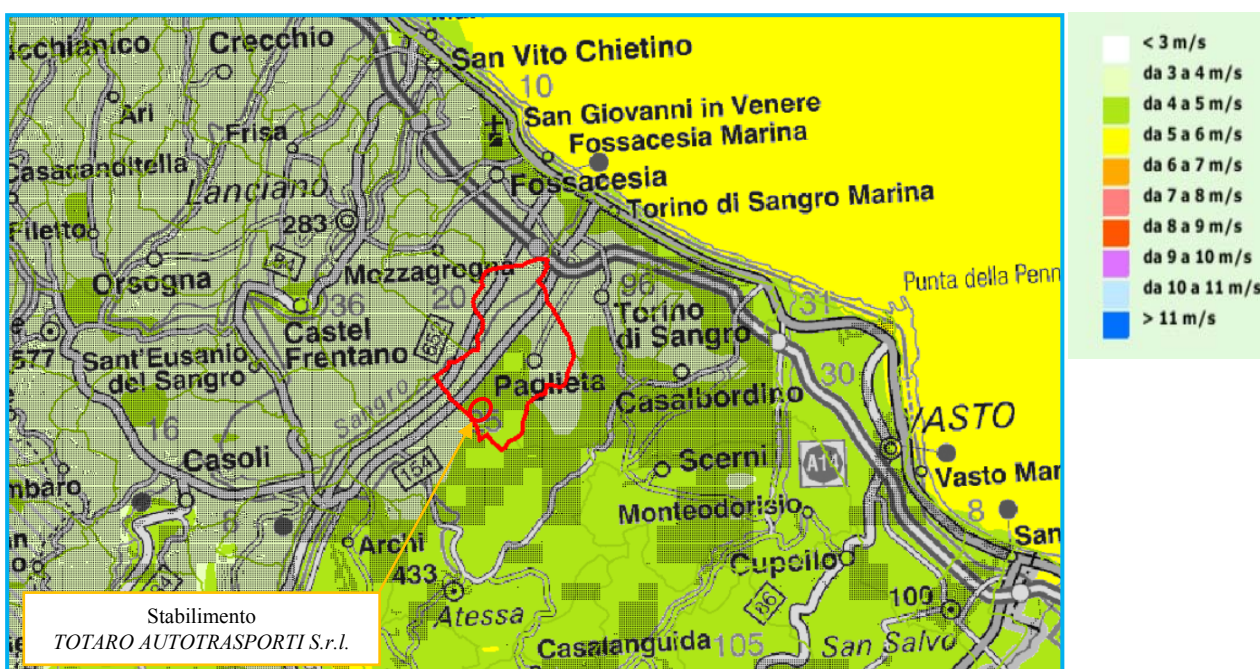 acchianico
Crecchio
San Vito Chietino
10
Ari
San Giovanni in Venere
Frisa
Fossacesia Marina
Casacanditella
Lanciano
Fossacesia
Torino di Sangro Marina
Filetto
283
84
Mozzagrogna
Orsogna
20
96
31
Punta della Penn
36
Castel
Frentano
652
Torino
di Sangro
577
Sant'Eusanio
del Sangro
Paglieta
30
Sangro
Casalbordino
VASTO
16
Casoli
154
Scerni
A14
Vasto Mar
mbaro
8
Monteodorisio
8
Archi
San
433
Cupello
Atessa
86
100
Casalanguida
105
San Salvo
Stabilimento
TOTARO AUTOTRASPORTI S.r.l.
< 3 m/s
da 3 a 4 m/s
da 4 a 5 m/s
da 5 a 6 m/s
da 6 a 7 m/s
da 7 a 8 m/s
da 8 a 9 m/s
da 9 a 10 m/s
da 10 a 11 m/s
> 11 m/s